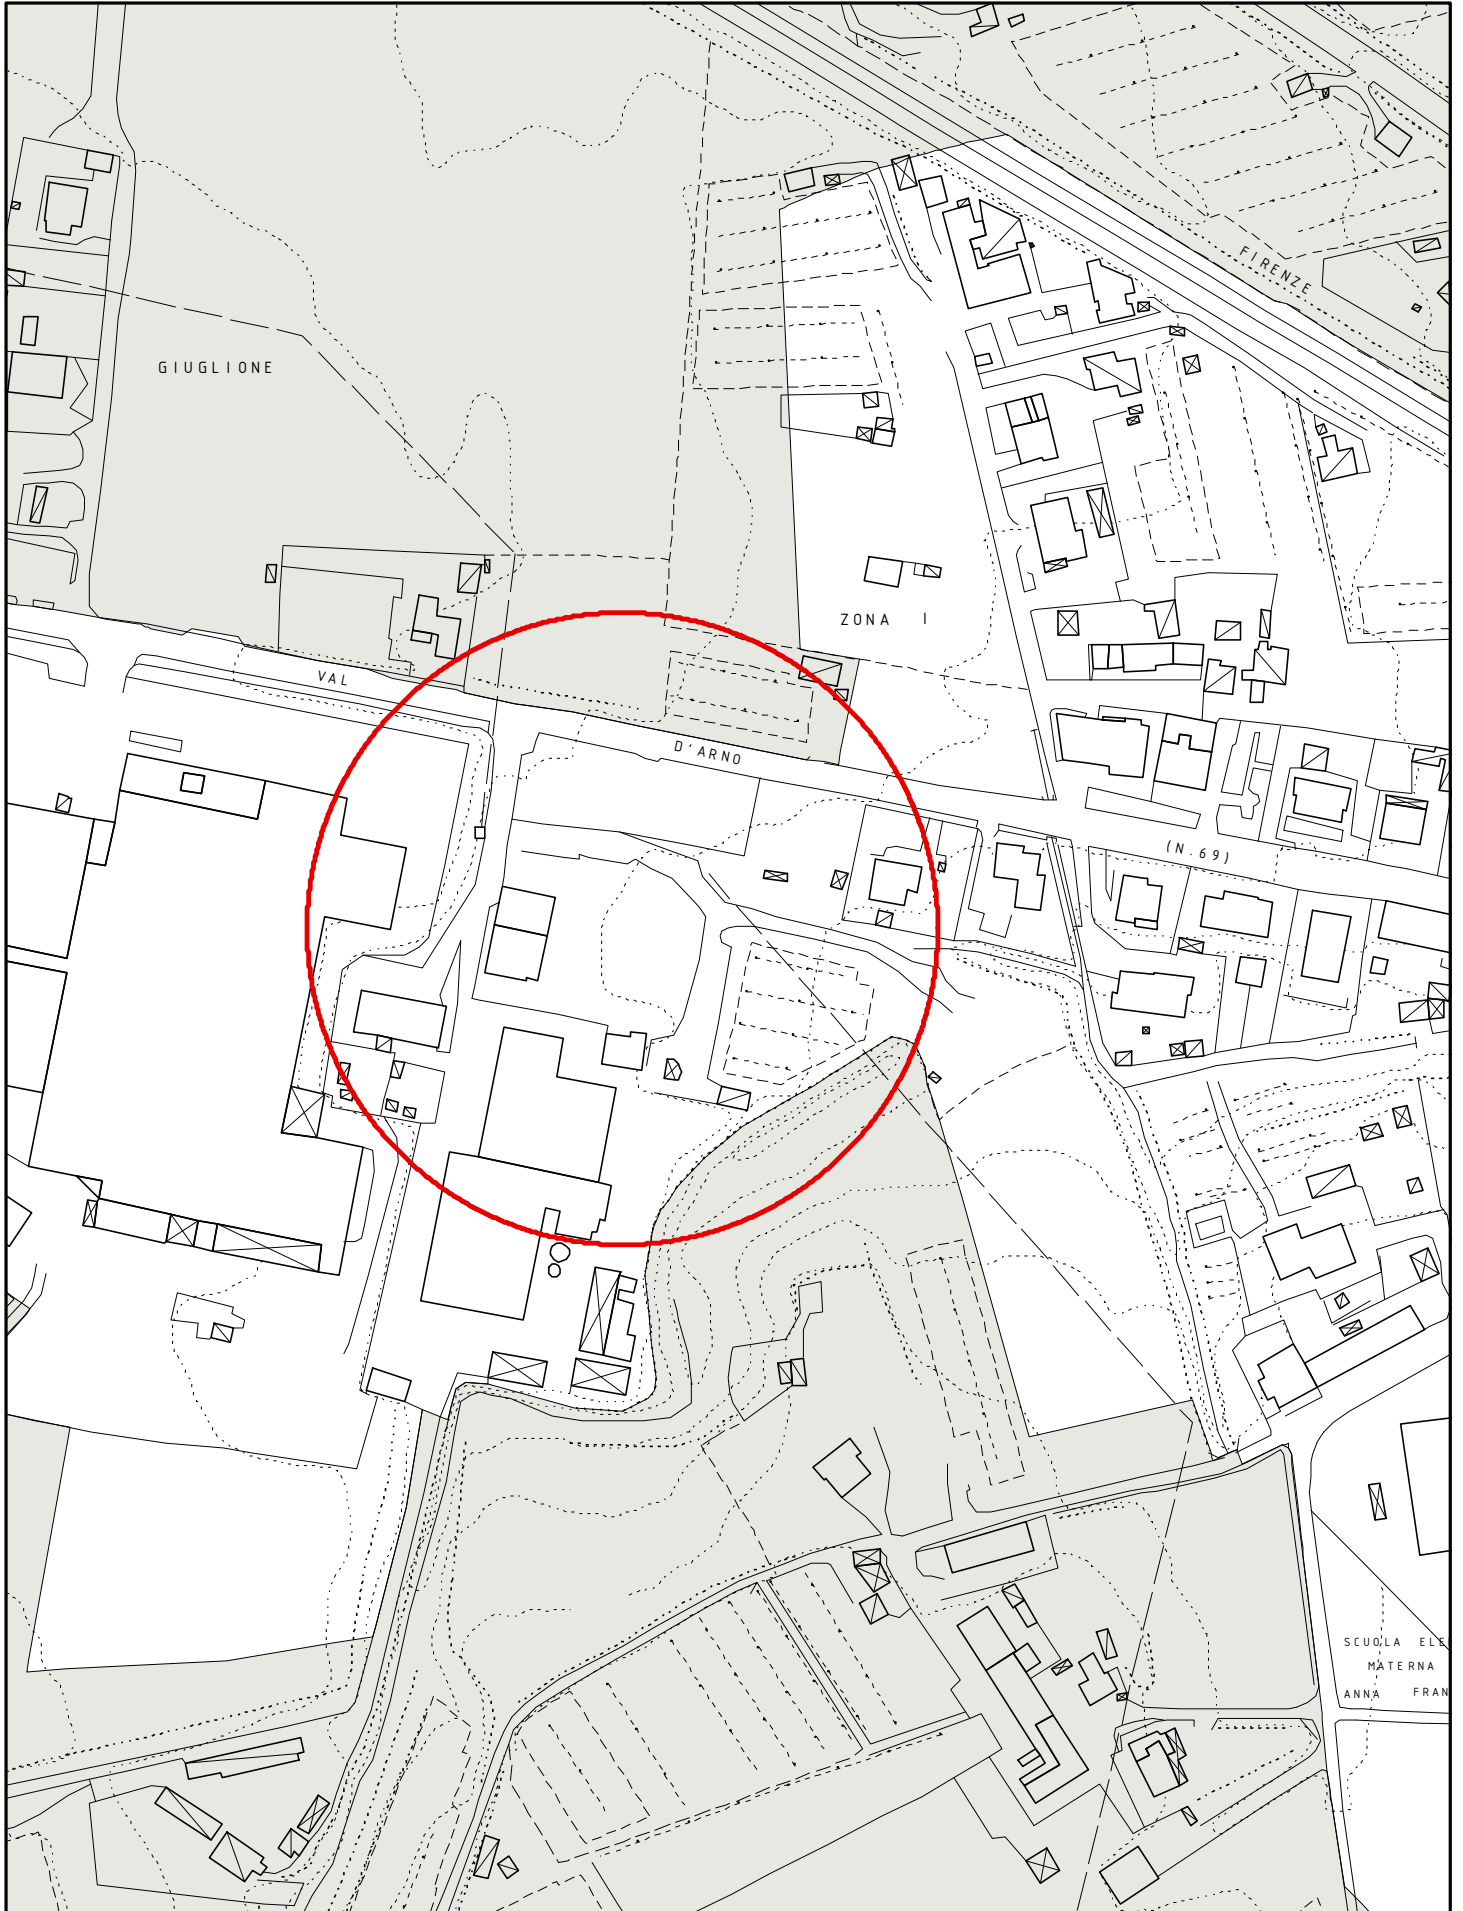 FIRENZE
GIUGLIONE
ZONA I
VAL
D'ARNO
(N.69)
SCUOLA ELE
MATERNA
ANNA FRAN